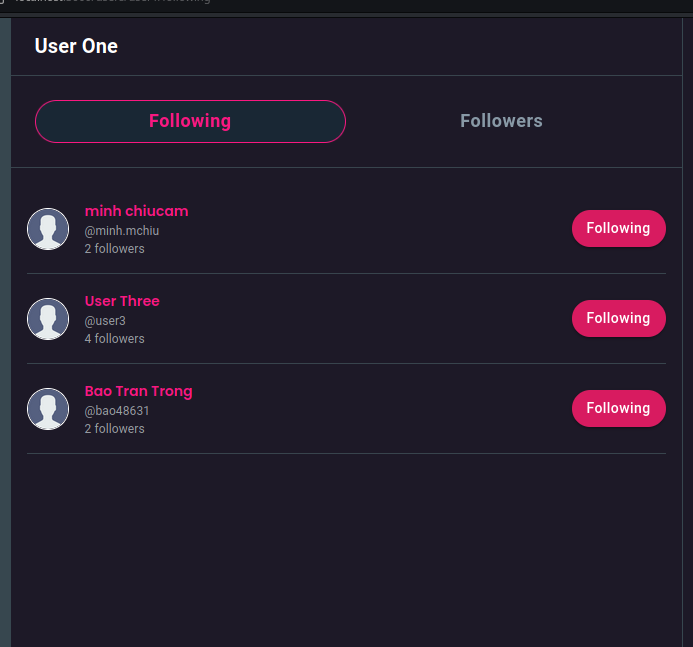 User One
Following
Followers
minh chiucam
@minh.mchiu
2 followers
Following
User Three
@user3
4 followers
Following
Bao Tran Trong
@bao48631
2 followers
Following